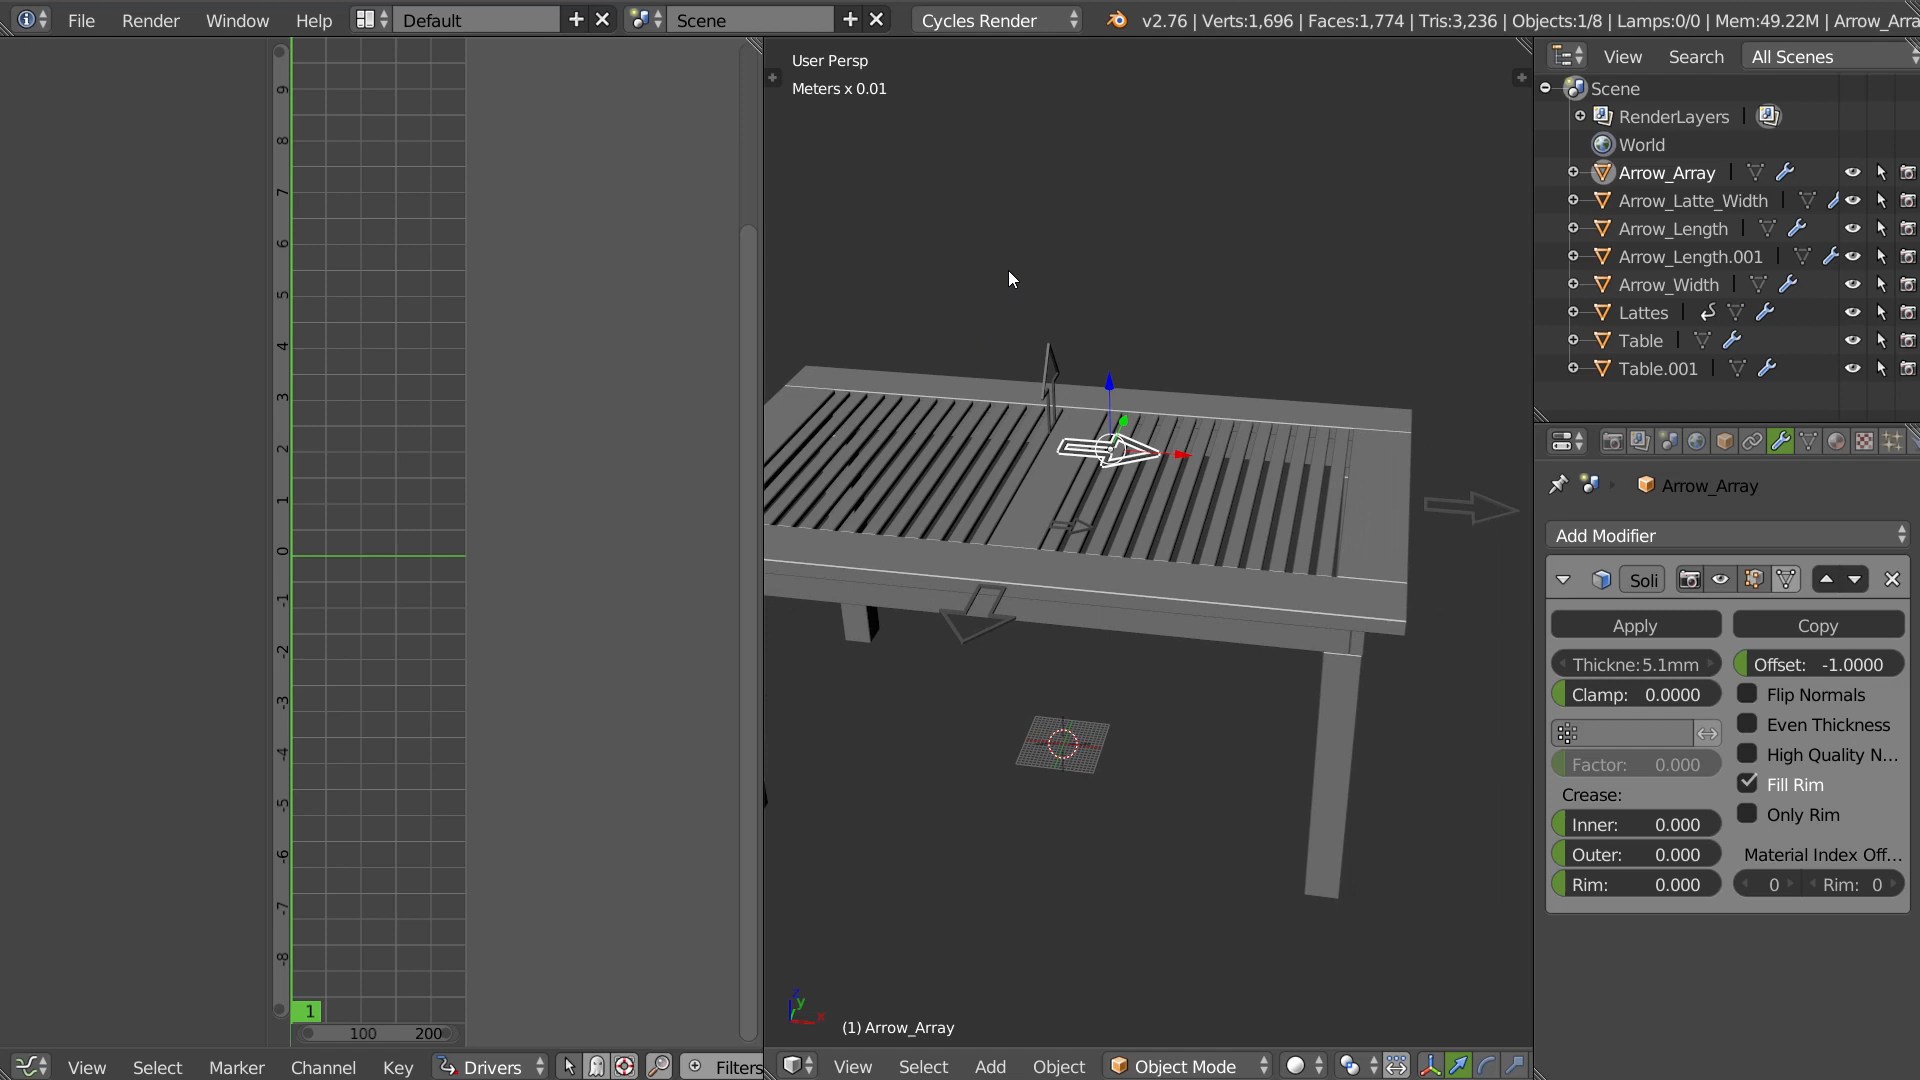 File Render Window Help Default Scene Cycles Render v2.76 | Verts:1,696 | Faces:1,774 | Tris:3,236 | Objects:1/8 | Lamps:0/0 | Mem:49.22M | Arrow_Arra
User Persp
Meters x 0.01
View Search All Scenes
Scene
RenderLayers
World
Arrow_Array
Arrow_Latte_Width
Arrow_Length
Arrow_Length.001
Arrow_Width
Lattes
Table
Table.001
Arrow_Array
Add Modifier
Soli
Apply Copy
Thickne: 5.1mm Offset: -1.0000
Clamp: 0.0000 Flip Normals
Even Thickness
High Quality N...
Factor: 0.000
Fill Rim
Crease:
Only Rim
Inner: 0.000
Outer: 0.000 Material Index Off...
Rim: 0.000 0 Rim: 0
9
8
7
6
5
4
3
2
1
0
-1
-2
-3
-4
-5
-6
-7
-8
1
100 200
z
y
x
(1) Arrow_Array
View Select Marker Channel Key Drivers Filters
View Select Add Object Object Mode